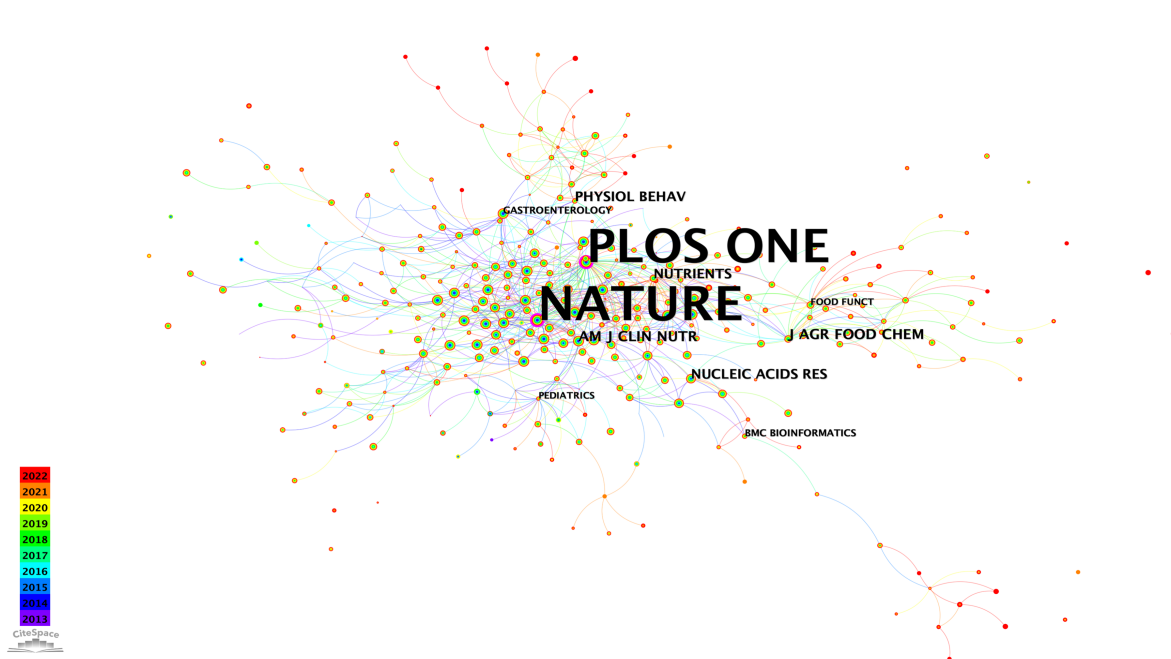 PHYSIOL BEHAV
GASTROENTEROLOGY
PLOS ONE
NUTRIENTS
NATURE
FOOD FUNCT
AM J CLIN NUTR
J AGR FOOD CHEM
NUCLEIC ACIDS RES
PEDIATRICS
BMC BIOINFORMATICS
2022
2021
2020
2019
2018
2017
2016
2015
2014
2013
CiteSpace